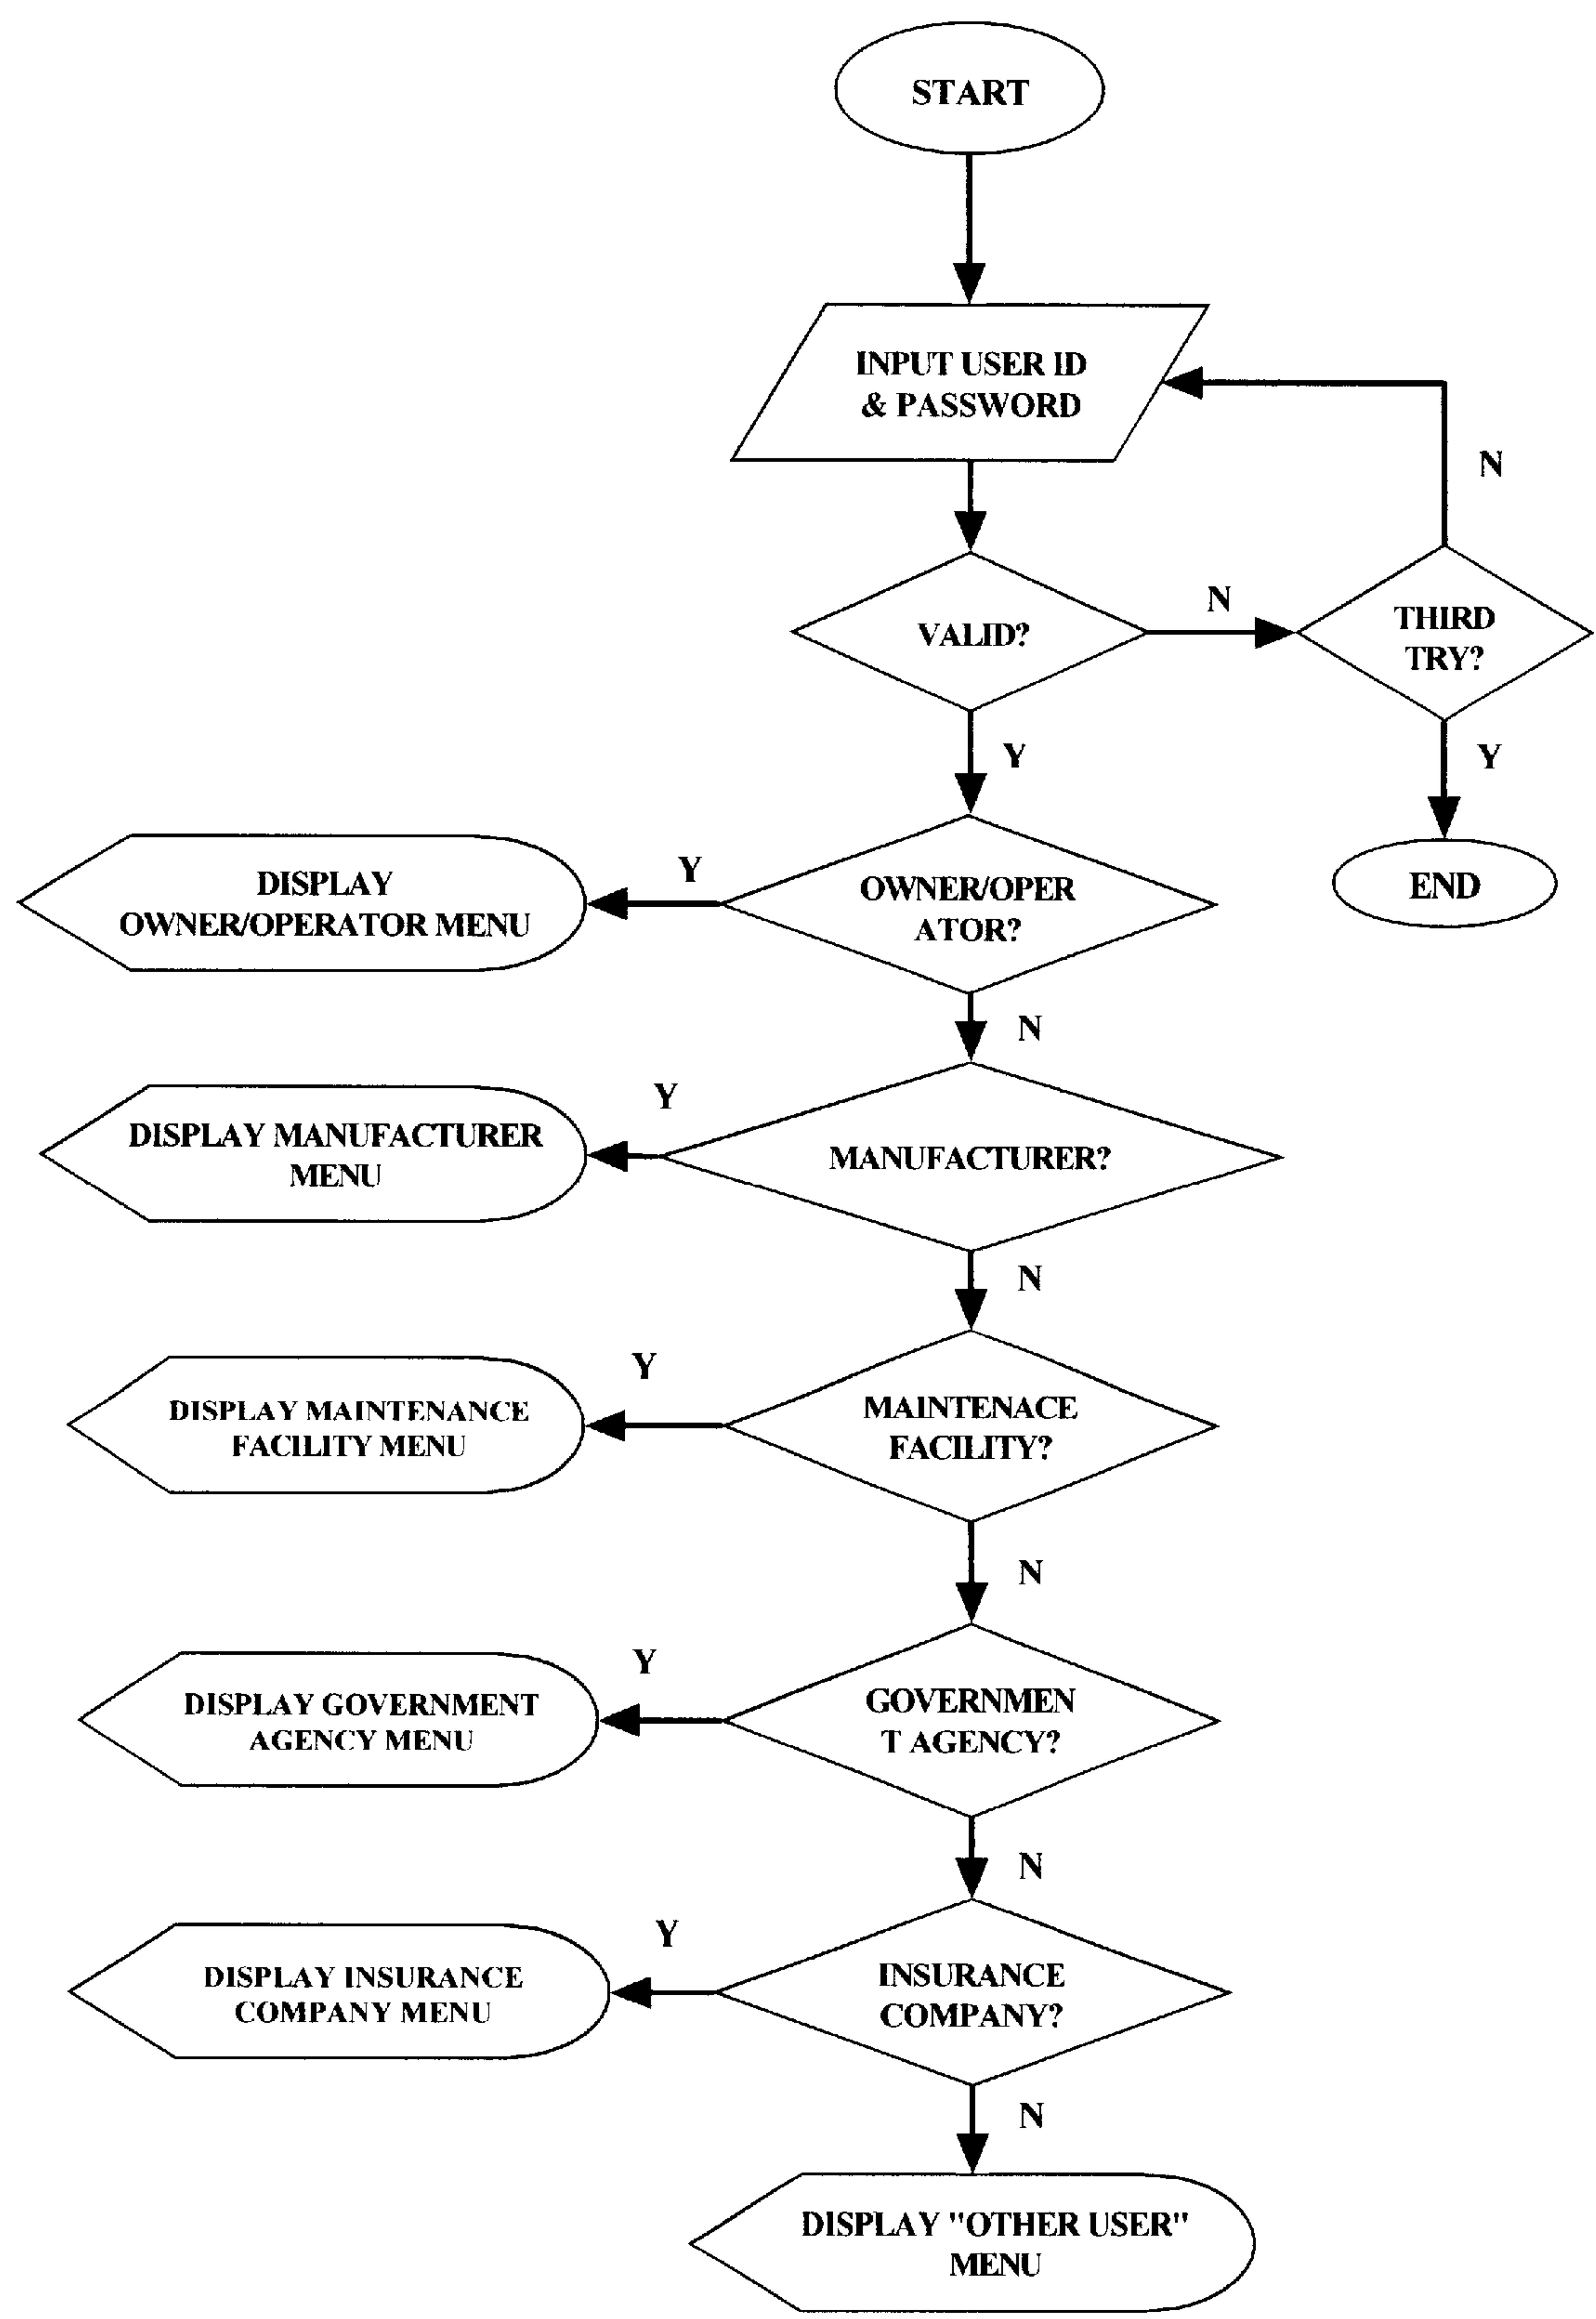 START
INPUT USER ID
& PASSWORD
N
VALID?
N
THIRD
TRY?
Y
Y
END
DISPLAY
OWNER/OPERATOR MENU
Y
OWNER/OPER
ATOR?
N
DISPLAY MANUFACTURER
MENU
Y
MANUFACTURER?
N
DISPLAY MAINTENANCE
FACILITY MENU
Y
MAINTENACE
FACILITY?
N
DISPLAY GOVERNMENT
AGENCY MENU
Y
GOVERNMEN
T AGENCY?
N
DISPLAY INSURANCE
COMPANY MENU
Y
INSURANCE
COMPANY?
N
DISPLAY "OTHER USER"
MENU